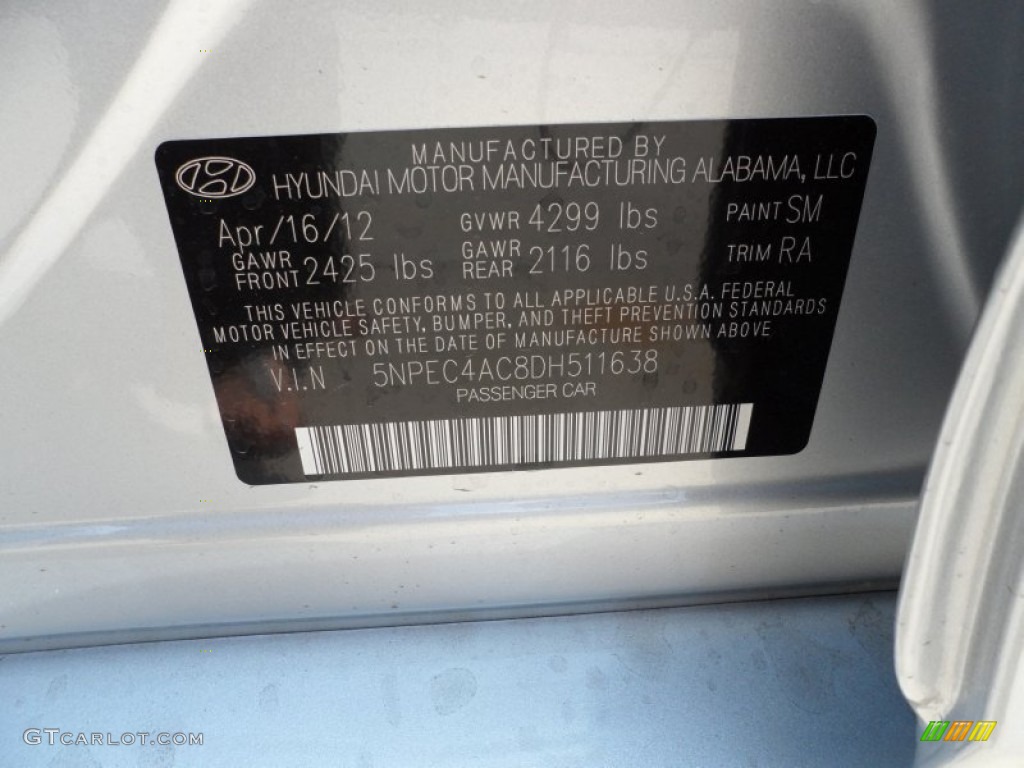 MANUFACTURED BY
HYUNDAI MOTOR MANUFACTURING ALABAMA, LLC
Apr/16/12 GVWR 4299 lbs PAINT SM
GAWR FRONT 2425 lbs GAWR REAR 2116 lbs TRIM RA
THIS VEHICLE CONFORMS TO ALL APPLICABLE U.S.A. FEDERAL
MOTOR VEHICLE SAFETY, BUMPER, AND THEFT PREVENTION STANDARDS
IN EFFECT ON THE DATE OF MANUFACTURE SHOWN ABOVE
V.I.N 5NPEC4AC8DH511638
PASSENGER CAR
GTCARLOT.COM